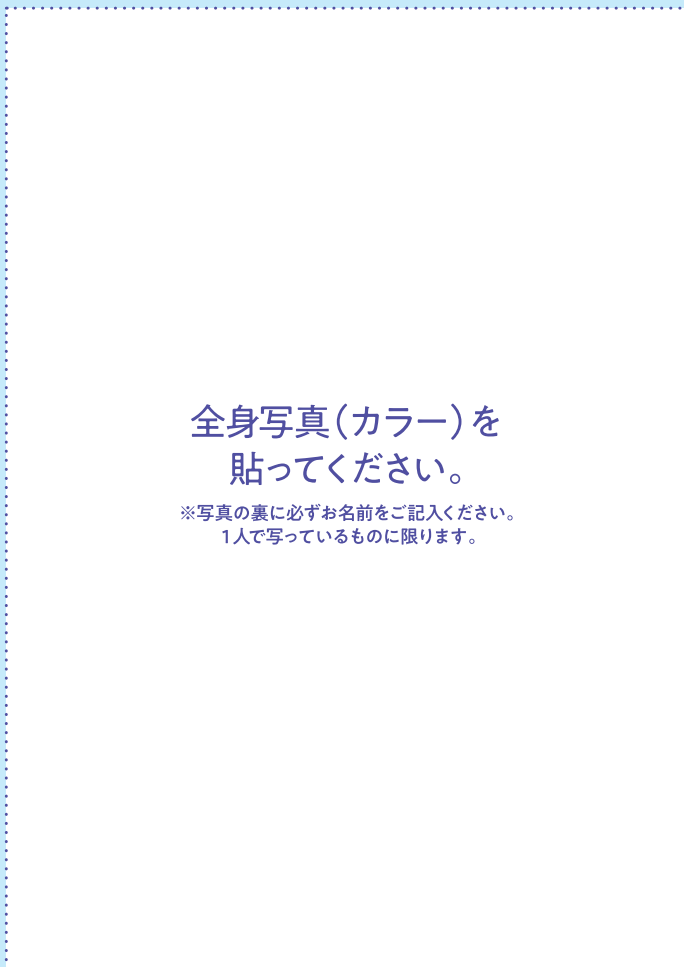 全身写真（カラー）を
貼ってください。
※写真の裏に必ずお名前をご記入ください。
1人で写っているものに限ります。